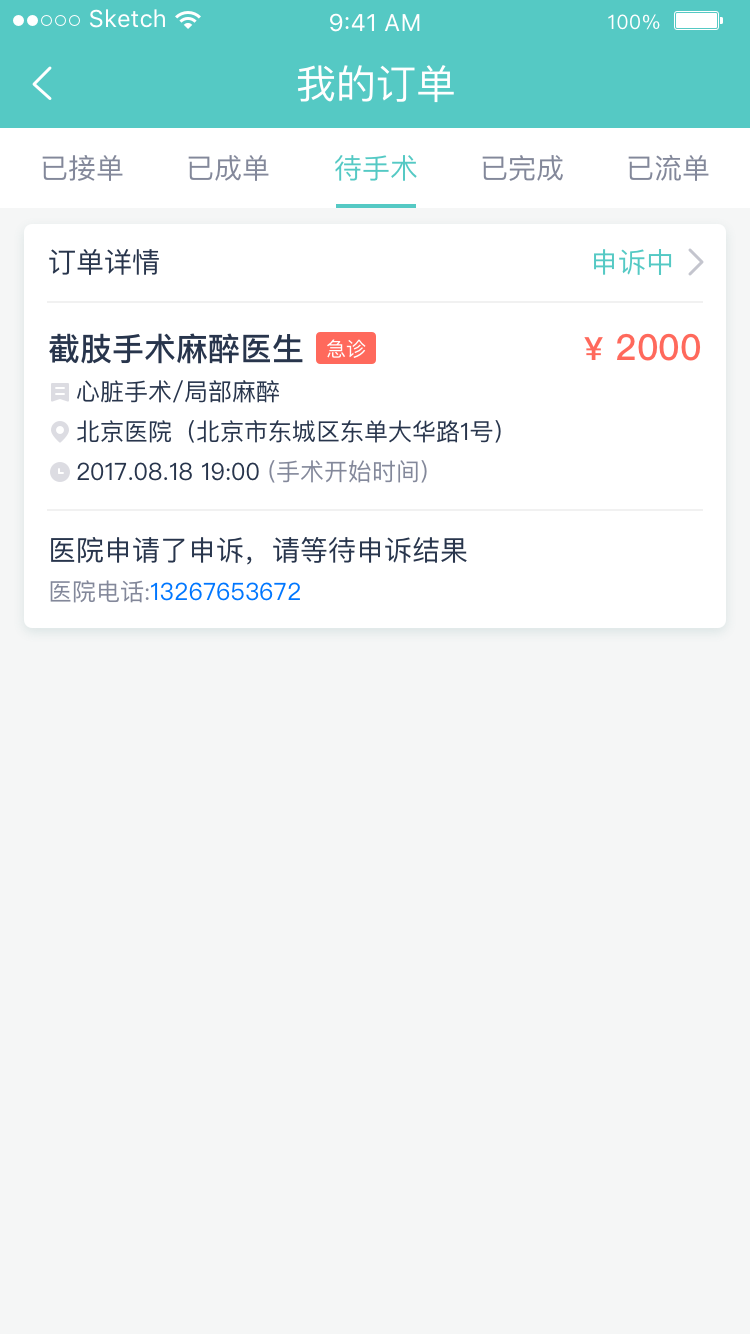 Sketch 9:41 AM 100%
我的订单
已接单 已成单 待手术 已完成 已流单
订单详情 申诉中
截肢手术麻醉医生 急诊 ¥ 2000
心脏手术/局部麻醉
北京医院（北京市东城区东单大华路1号）
2017.08.18 19:00 (手术开始时间)
医院申请了申诉，请等待申诉结果
医院电话:13267653672